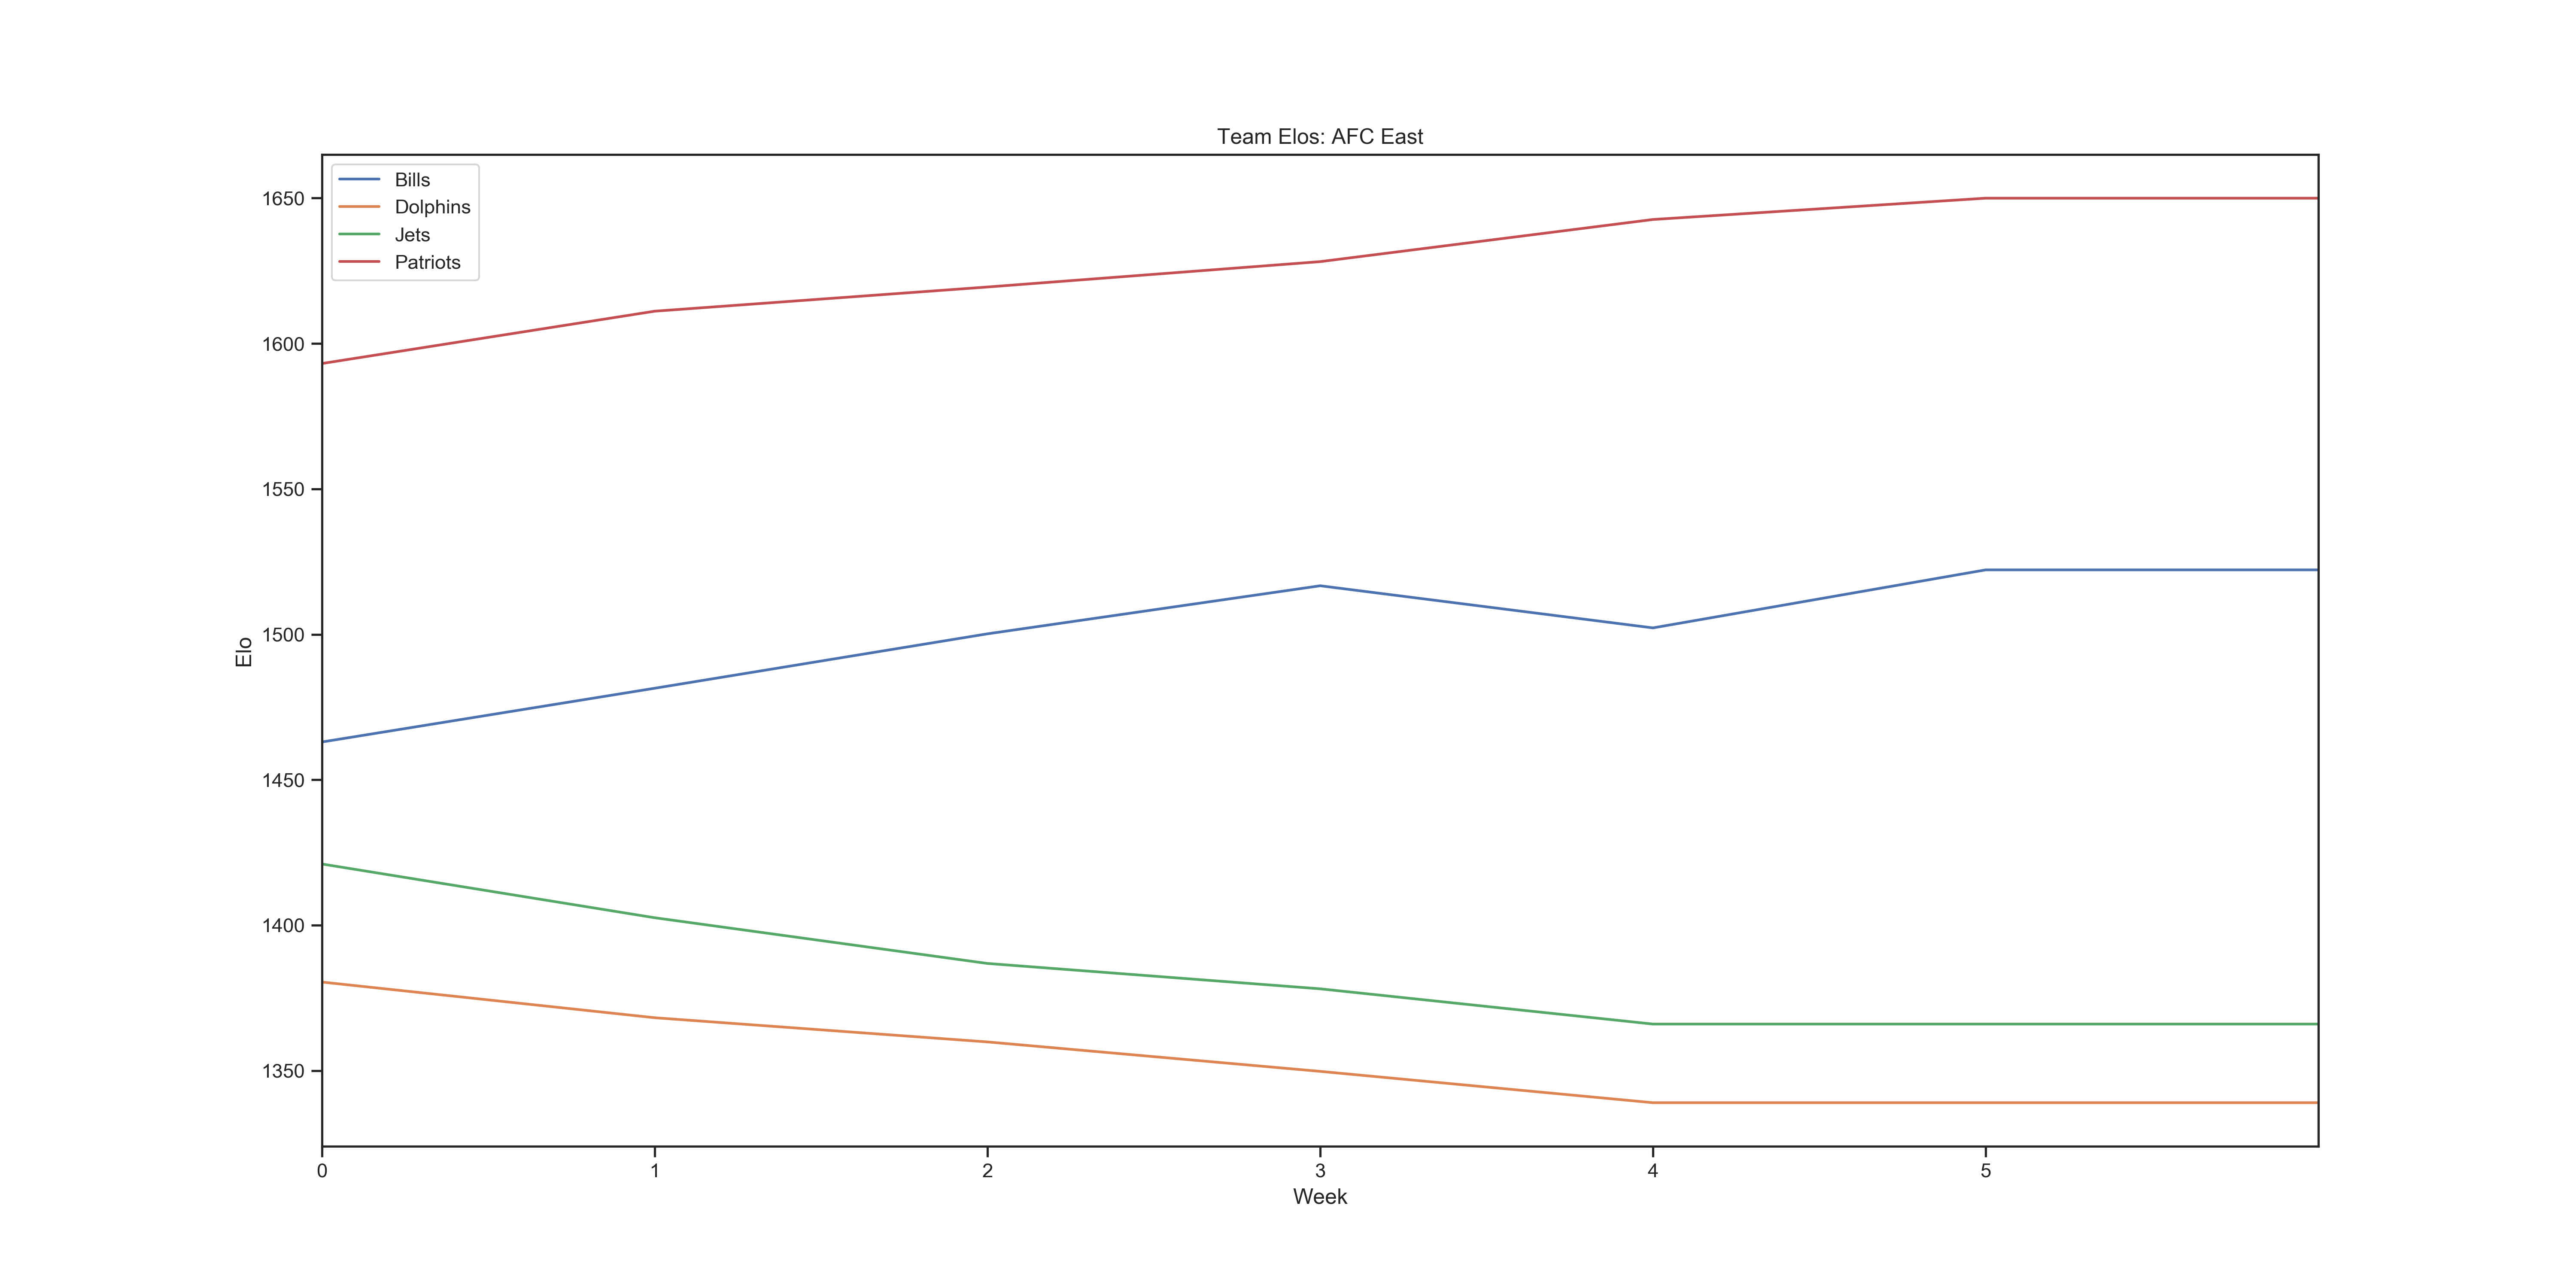 Team Elos: AFC East
Bills
Dolphins
Jets
Patriots
1650
1600
1550
1500
1450
1400
1350
Elo
0 1 2 3 4 5
Week